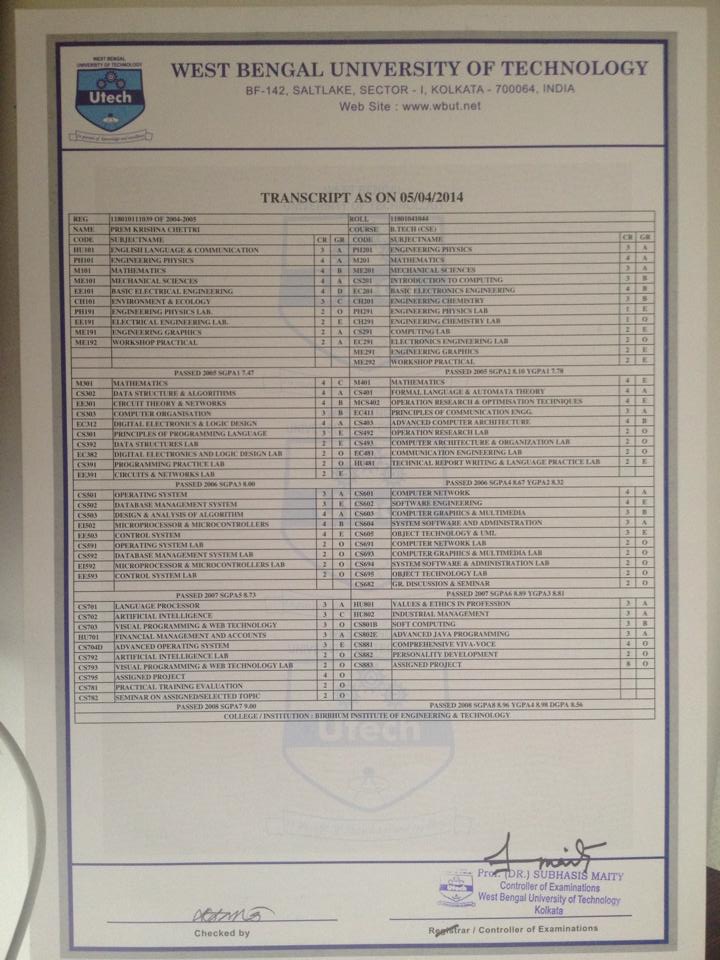 WEST BENGAL
UNIVERSITY OF TECHNOLOGY
Utech
WEST BENGAL UNIVERSITY OF TECHNOLOGY
BF-142, SALTLAKE, SECTOR - I, KOLKATA - 700064, INDIA
Web Site : www.wbut.net
TRANSCRIPT AS ON 05/04/2014
REG 118010111039 OF 2004-2005 ROLL 11801041044
NAME PREM KRISHNA CHETTRI COURSE B.TECH (CSE)
CODE SUBJECTNAME CR GR CODE SUBJECTNAME CR GR
HU101 ENGLISH LANGUAGE & COMMUNICATION 3 A PH201 ENGINEERING PHYSICS 3 A
PH101 ENGINEERING PHYSICS 4 A M201 MATHEMATICS 4 A
M101 MATHEMATICS 4 B ME201 MECHANICAL SCIENCES 3 A
ME101 MECHANICAL SCIENCES 4 A CS201 INTRODUCTION TO COMPUTING 3 B
EE101 BASIC ELECTRICAL ENGINEERING 4 D EC201 BASIC ELECTRONICS ENGINEERING 4 B
CH101 ENVIRONMENT & ECOLOGY 3 C CH201 ENGINEERING CHEMISTRY 3 B
PH191 ENGINEERING PHYSICS LAB. 2 O PH291 ENGINEERING PHYSICS LAB 1 E
EE191 ELECTRICAL ENGINEERING LAB. 2 E CH291 ENGINEERING CHEMISTRY LAB 1 O
ME191 ENGINEERING GRAPHICS 2 A CS291 COMPUTING LAB 2 E
ME192 WORKSHOP PRACTICAL 2 A EC291 ELECTRONICS ENGINEERING LAB 2 O
ME291 ENGINEERING GRAPHICS 2 E
ME292 WORKSHOP PRACTICAL 2 E
PASSED 2005 SGPA1 7.47 PASSED 2005 SGPA2 8.10 YGPA1 7.78
M301 MATHEMATICS 4 C M401 MATHEMATICS 4 E
CS302 DATA STRUCTURE & ALGORITHMS 4 A CS401 FORMAL LANGUAGE & AUTOMATA THEORY 4 A
EE301 CIRCUIT THEORY & NETWORKS 4 B MCS402 OPERATION RESEARCH & OPTIMISATION TECHNIQUES 4 E
CS303 COMPUTER ORGANISATION 3 B EC411 PRINCIPLES OF COMMUNICATION ENGG. 3 A
EC312 DIGITAL ELECTRONICS & LOGIC DESIGN 4 A CS403 ADVANCED COMPUTER ARCHITECTURE 4 B
CS301 PRINCIPLES OF PROGRAMMING LANGUAGE 3 E CS492 OPERATION RESEARCH LAB 2 O
CS392 DATA STRUCTURES LAB 2 E CS493 COMPUTER ARCHITECTURE & ORGANIZATION LAB 2 O
EC382 DIGITAL ELECTRONICS AND LOGIC DESIGN LAB 2 O EC481 COMMUNICATION ENGINEERING LAB 2 O
CS391 PROGRAMMING PRACTICE LAB 2 O HU481 TECHNICAL REPORT WRITING & LANGUAGE PRACTICE LAB 2 E
EE391 CIRCUITS & NETWORKS LAB 2 E
PASSED 2006 SGPA3 8.00 PASSED 2006 SGPA4 8.67 YGPA2 8.32
CS501 OPERATING SYSTEM 3 A CS601 COMPUTER NETWORK 4 A
CS502 DATABASE MANAGEMENT SYSTEM 3 E CS602 SOFTWARE ENGINEERING 4 E
CS503 DESIGN & ANALYSIS OF ALGORITHM 4 A CS603 COMPUTER GRAPHICS & MULTIMEDIA 3 B
EI502 MICROPROCESSOR & MICROCONTROLLERS 4 B CS604 SYSTEM SOFTWARE AND ADMINISTRATION 3 A
EE503 CONTROL SYSTEM 4 E CS605 OBJECT TECHNOLOGY & UML 3 E
CS591 OPERATING SYSTEM LAB 2 O CS691 COMPUTER NETWORK LAB 2 O
CS592 DATABASE MANAGEMENT SYSTEM LAB 2 O CS693 COMPUTER GRAPHICS & MULTIMEDIA LAB 2 O
EI592 MICROPROCESSOR & MICROCONTROLLERS LAB 2 O CS694 SYSTEM SOFTWARE & ADMINISTRATION LAB 2 O
EE593 CONTROL SYSTEM LAB 2 O CS695 OBJECT TECHNOLOGY LAB 2 O
CS682 GR. DISCUSSION & SEMINAR 2 O
PASSED 2007 SGPA5 8.73 PASSED 2007 SGPA6 8.89 YGPA3 8.81
CS701 LANGUAGE PROCESSOR 3 A HU801 VALUES & ETHICS IN PROFESSION 3 A
CS702 ARTIFICIAL INTELLIGENCE 3 C HU802 INDUSTRIAL MANAGEMENT 3 A
CS703 VISUAL PROGRAMMING & WEB TECHNOLOGY 3 O CS801B SOFT COMPUTING 3 B
HU701 FINANCIAL MANAGEMENT AND ACCOUNTS 3 A CS802E ADVANCED JAVA PROGRAMMING 3 A
CS704D ADVANCED OPERATING SYSTEM 3 E CS881 COMPREHENSIVE VIVA-VOCE 4 O
CS792 ARTIFICIAL INTELLIGENCE LAB 2 O CS882 PERSONALITY DEVELOPMENT 2 O
CS793 VISUAL PROGRAMMING & WEB TECHNOLOGY LAB 2 O CS883 ASSIGNED PROJECT 8 O
CS795 ASSIGNED PROJECT 4 O
CS781 PRACTICAL TRAINING EVALUATION 2 O
CS782 SEMINAR ON ASSIGNED/SELECTED TOPIC 2 O
PASSED 2008 SGPA7 9.00 PASSED 2008 SGPA8 8.96 YGPA4 8.98 DGPA 8.56
COLLEGE / INSTITUTION : BIRBHUM INSTITUTE OF ENGINEERING & TECHNOLOGY
Utech
Prof. (DR.) SUBHASIS MAITY
Controller of Examinations
West Bengal University of Technology
Kolkata
Checked by
Registrar / Controller of Examinations